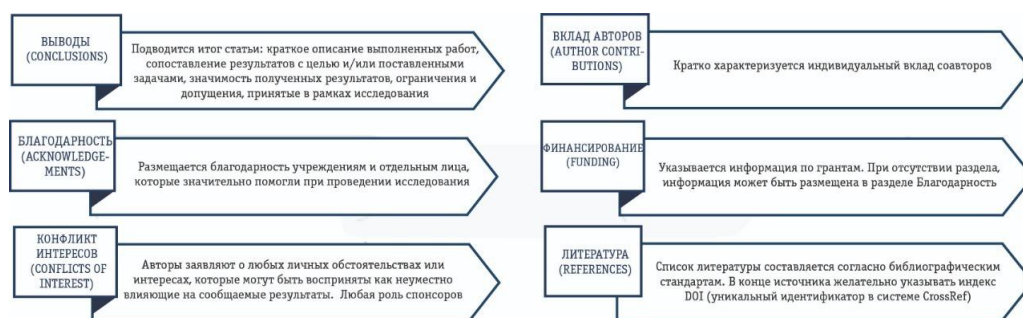 ВЫВОДЫ
(CONCLUSIONS)
Подводится итог статьи: краткое описание выполненных работ,
сопоставление результатов с целью и/или поставленными
задачами, значимость полученных результатов, ограничения и
допущения, принятые в рамках исследования
ВКЛАД АВТОРОВ
(AUTHOR CONTRI-
BUTIONS)
Кратко характеризуется индивидуальный вклад соавторов
БЛАГОДАРНОСТЬ
(ACKNOWLEDGE-
MENTS)
Размещается благодарность учреждениям и отдельным лица,
которые значительно помогли при проведении исследования
ФИНАНСИРОВАНИЕ
(FUNDING)
Указывается информация по грантам. При отсутствии раздела,
информация может быть размещена в разделе Благодарность
КОНФЛИКТ
ИНТЕРЕСОВ
(CONFLICTS OF
INTEREST)
Авторы заявляют о любых личных обстоятельствах или
интересах, которые могут быть восприняты как неуместно
влияющие на сообщаемые результаты. Любая роль спонсоров
ЛИТЕРАТУРА
(REFERENCES)
Список литературы составляется согласно библиографическим
стандартам. В конце источника желательно указывать индекс
DOI (уникальный идентификатор в системе CrossRef)